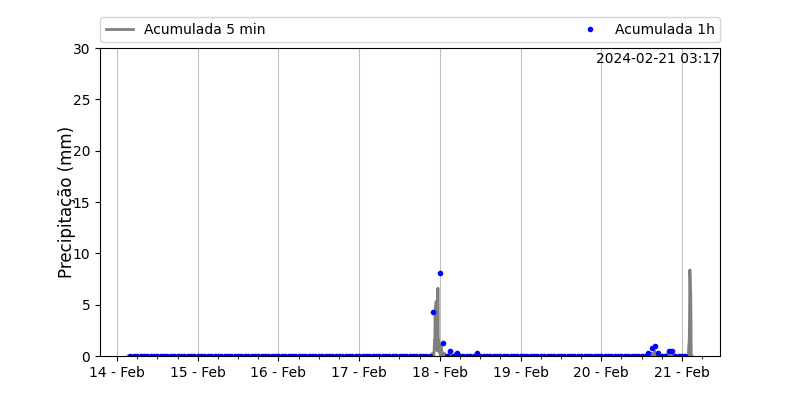 Acumulada 5 min
Acumulada 1h
2024-02-21 03:17
Precipitação (mm)
30
25
20
15
10
5
0
14 - Feb
15 - Feb
16 - Feb
17 - Feb
18 - Feb
19 - Feb
20 - Feb
21 - Feb